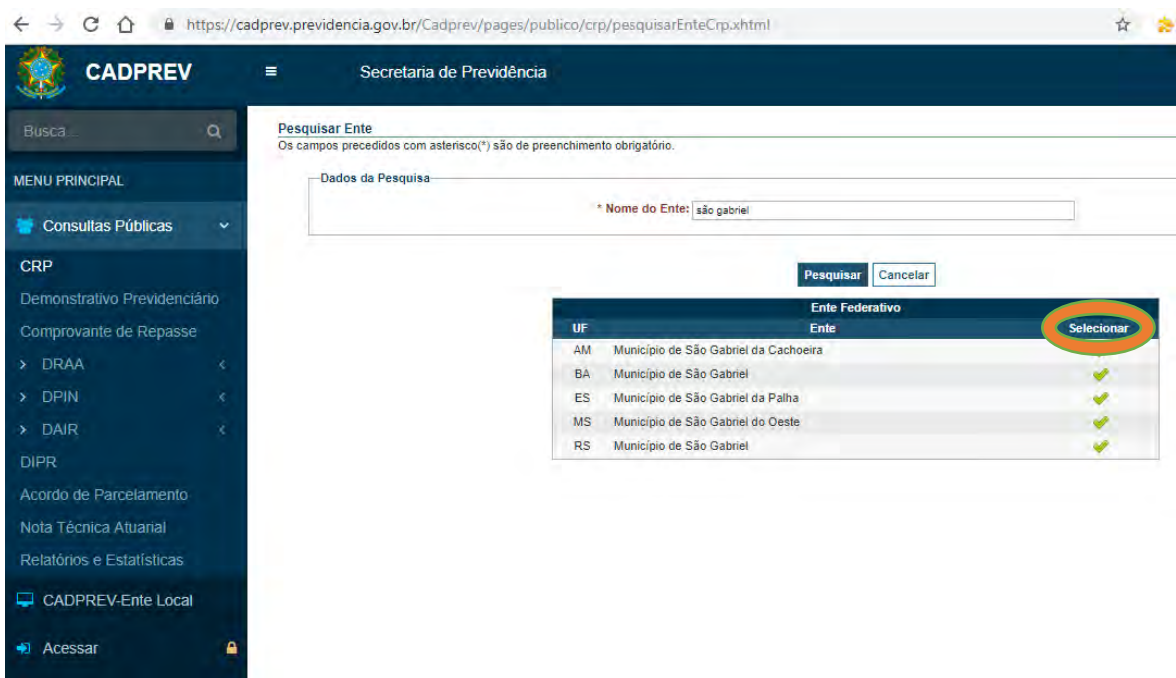 https://cadprev.previdencia.gov.br/Cadprev/pages/publico/crp/pesquisarEnteCrp.xhtml
CADPREV
Secretaria de Previdência
Busca...
MENU PRINCIPAL
Consultas Públicas
CRP
Demonstrativo Previdenciário
Comprovante de Repasse
DRAA
DPIN
DAIR
DIPR
Acordo de Parcelamento
Nota Técnica Atuarial
Relatórios e Estatísticas
CADPREV-Ente Local
Acessar
Pesquisar Ente
Os campos precedidos com asterisco(*) são de preenchimento obrigatório.
Dados da Pesquisa
* Nome do Ente: são gabriel
Pesquisar Cancelar
Ente Federativo
UF Ente Selecionar
AM Município de São Gabriel da Cachoeira
BA Município de São Gabriel
ES Município de São Gabriel da Palha
MS Município de São Gabriel do Oeste
RS Município de São Gabriel